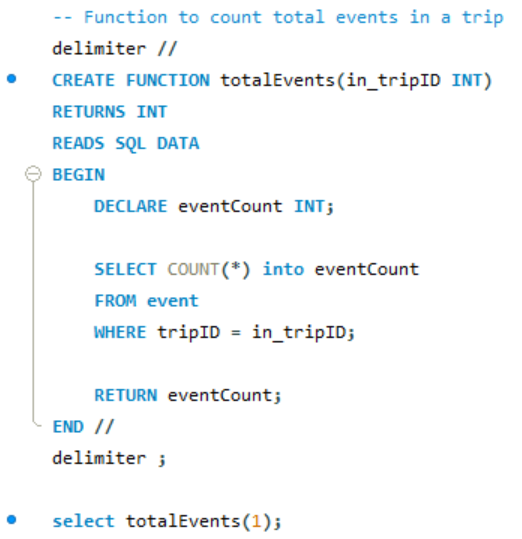 -- Function to count total events in a trip
delimiter //
CREATE FUNCTION totalEvents(in_tripID INT)
RETURNS INT
READS SQL DATA
BEGIN
DECLARE eventCount INT;
SELECT COUNT(*) into eventCount
FROM event
WHERE tripID = in_tripID;
RETURN eventCount;
END //
delimiter ;
select totalEvents(1);